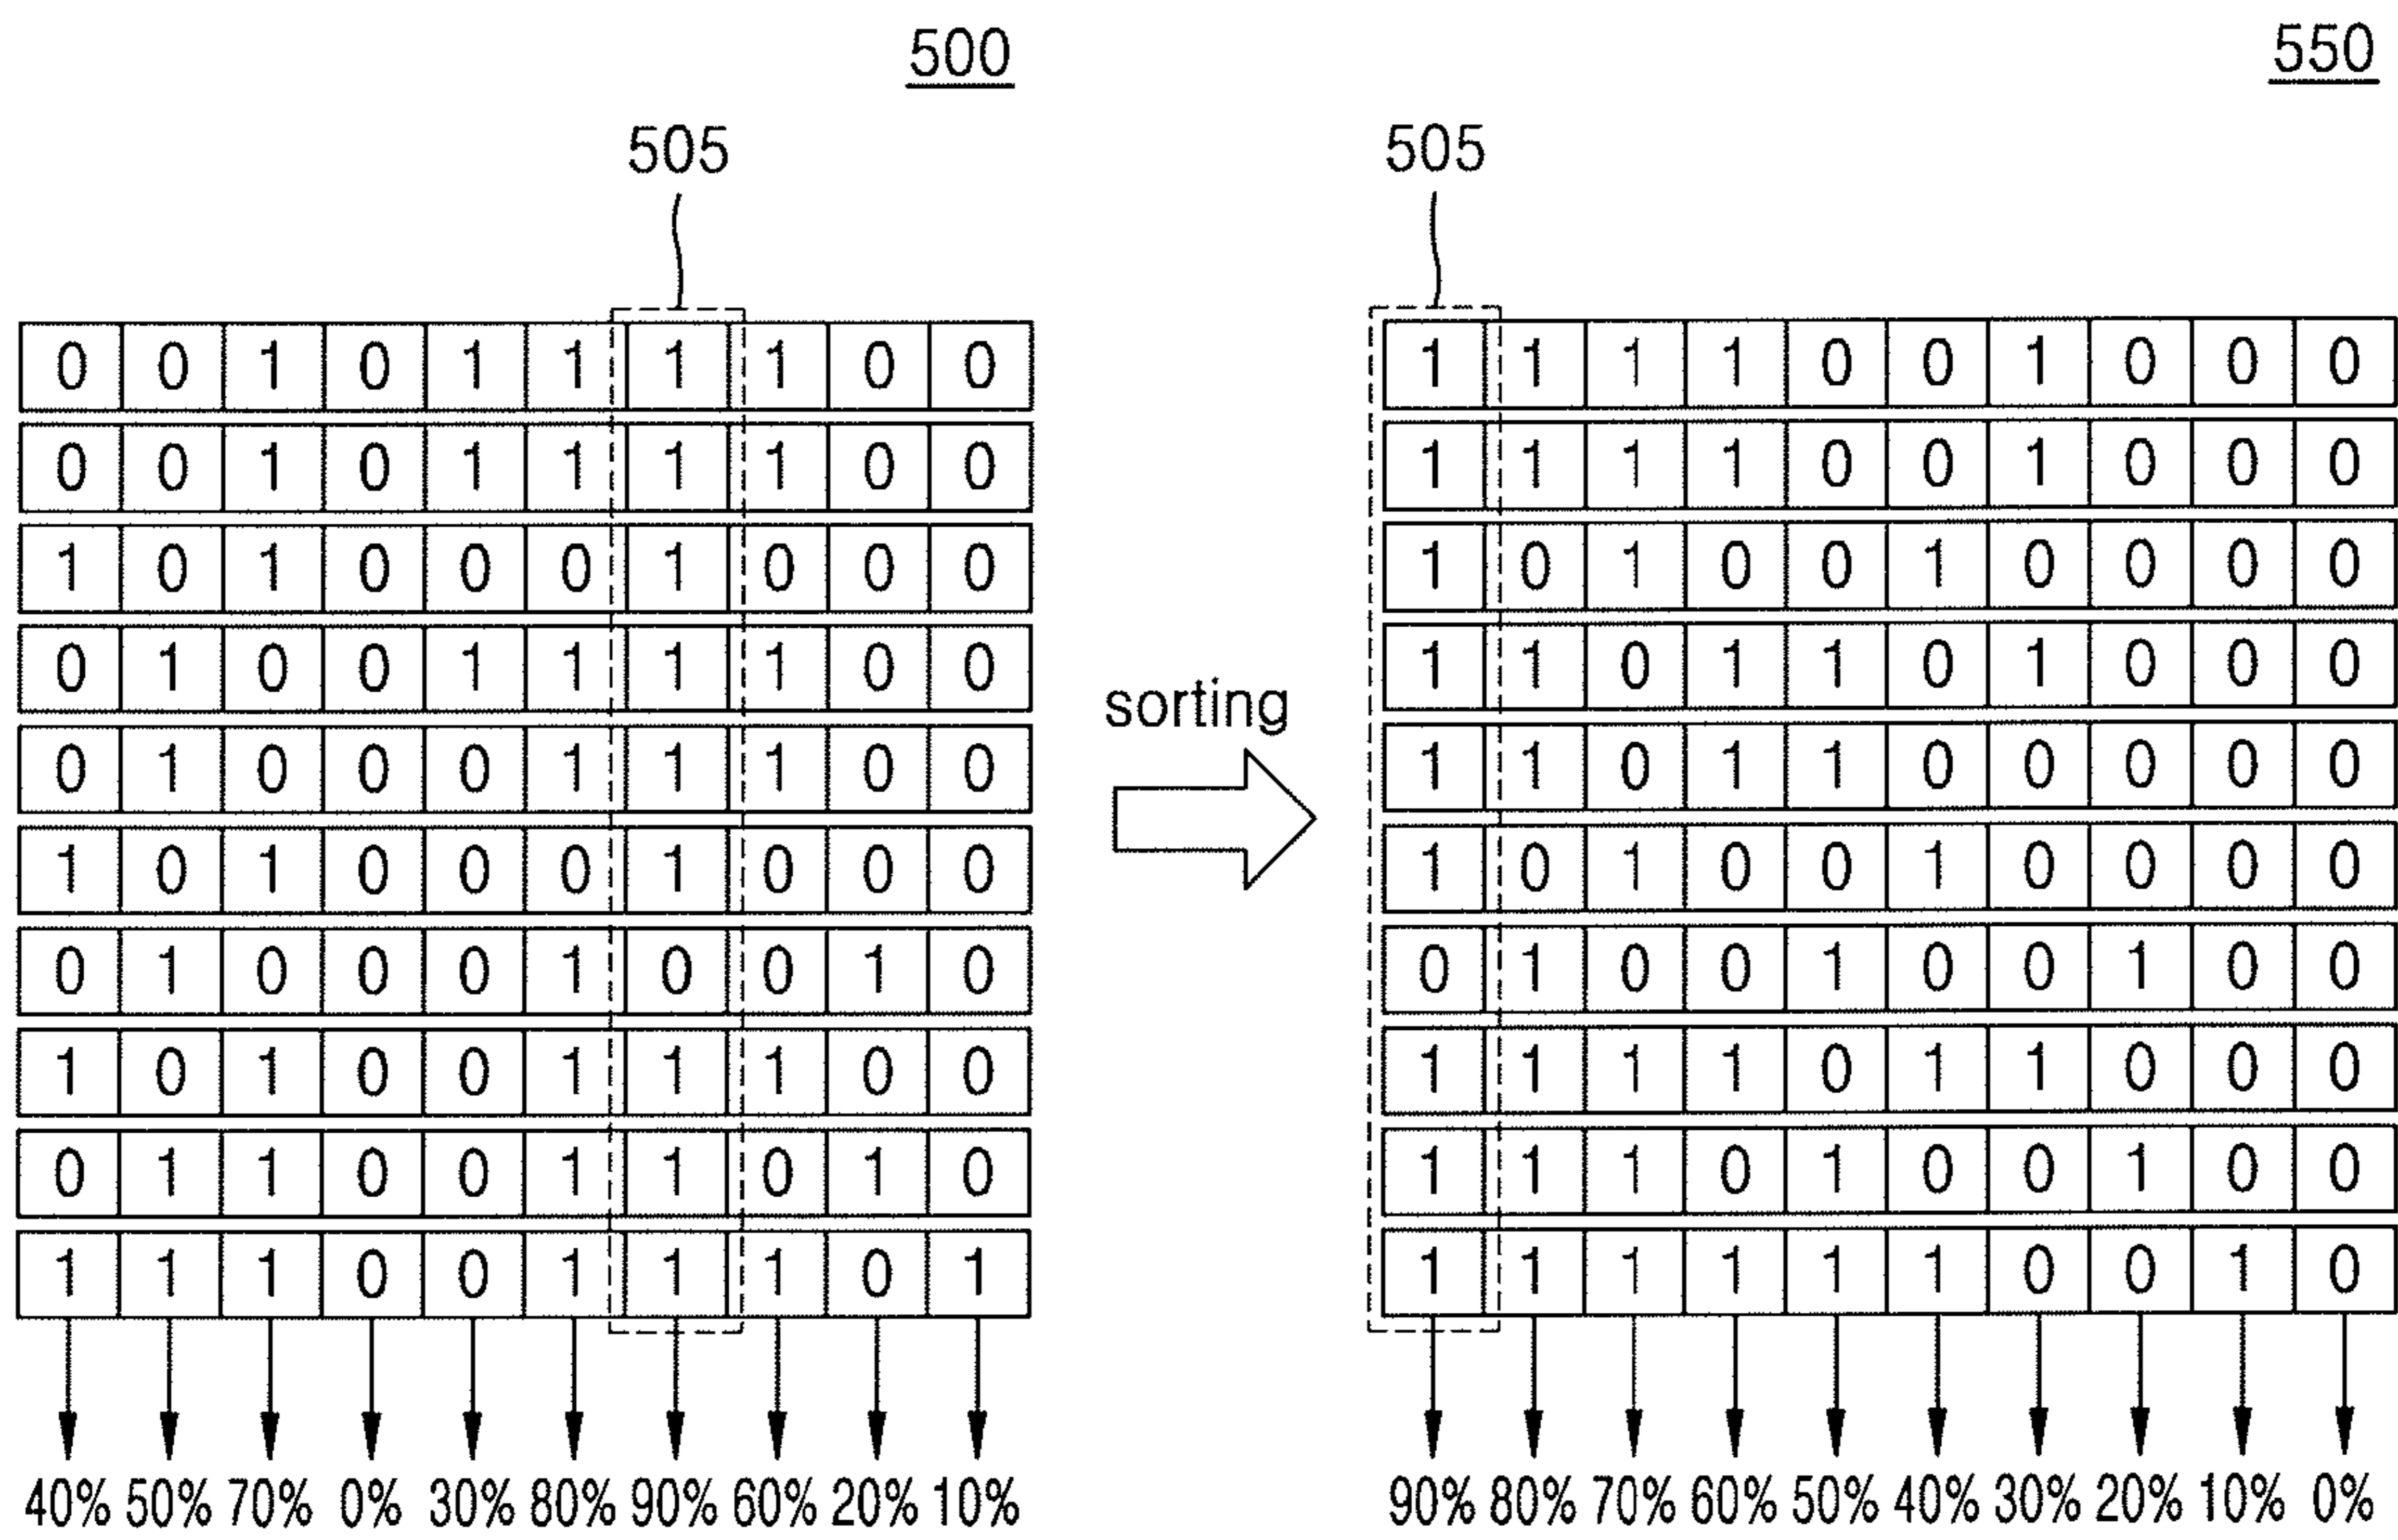 500
550
505
505
0 0 1 0 1 1 1 1 0 0
1 1 1 1 0 0 1 0 0 0
0 0 1 0 1 1 1 1 0 0
1 1 1 1 0 0 1 0 0 0
1 0 1 0 0 0 1 0 0 0
1 0 1 0 0 1 0 0 0 0
0 1 0 0 1 1 1 1 0 0
1 1 0 1 1 0 1 0 0 0
sorting
0 1 0 0 0 1 1 1 0 0
1 1 0 1 1 0 0 0 0 0
1 0 1 0 0 0 1 0 0 0
1 0 1 0 0 1 0 0 0 0
0 1 0 0 0 1 0 0 1 0
0 1 0 0 1 0 0 1 0 0
1 0 1 0 0 1 1 1 0 0
1 1 1 1 0 1 1 0 0 0
0 1 1 0 0 1 1 0 1 0
1 1 1 0 1 0 0 1 0 0
1 1 1 0 0 1 1 1 0 1
1 1 1 1 1 1 0 0 1 0
40% 50% 70% 0% 30% 80% 90% 60% 20% 10%
90% 80% 70% 60% 50% 40% 30% 20% 10% 0%